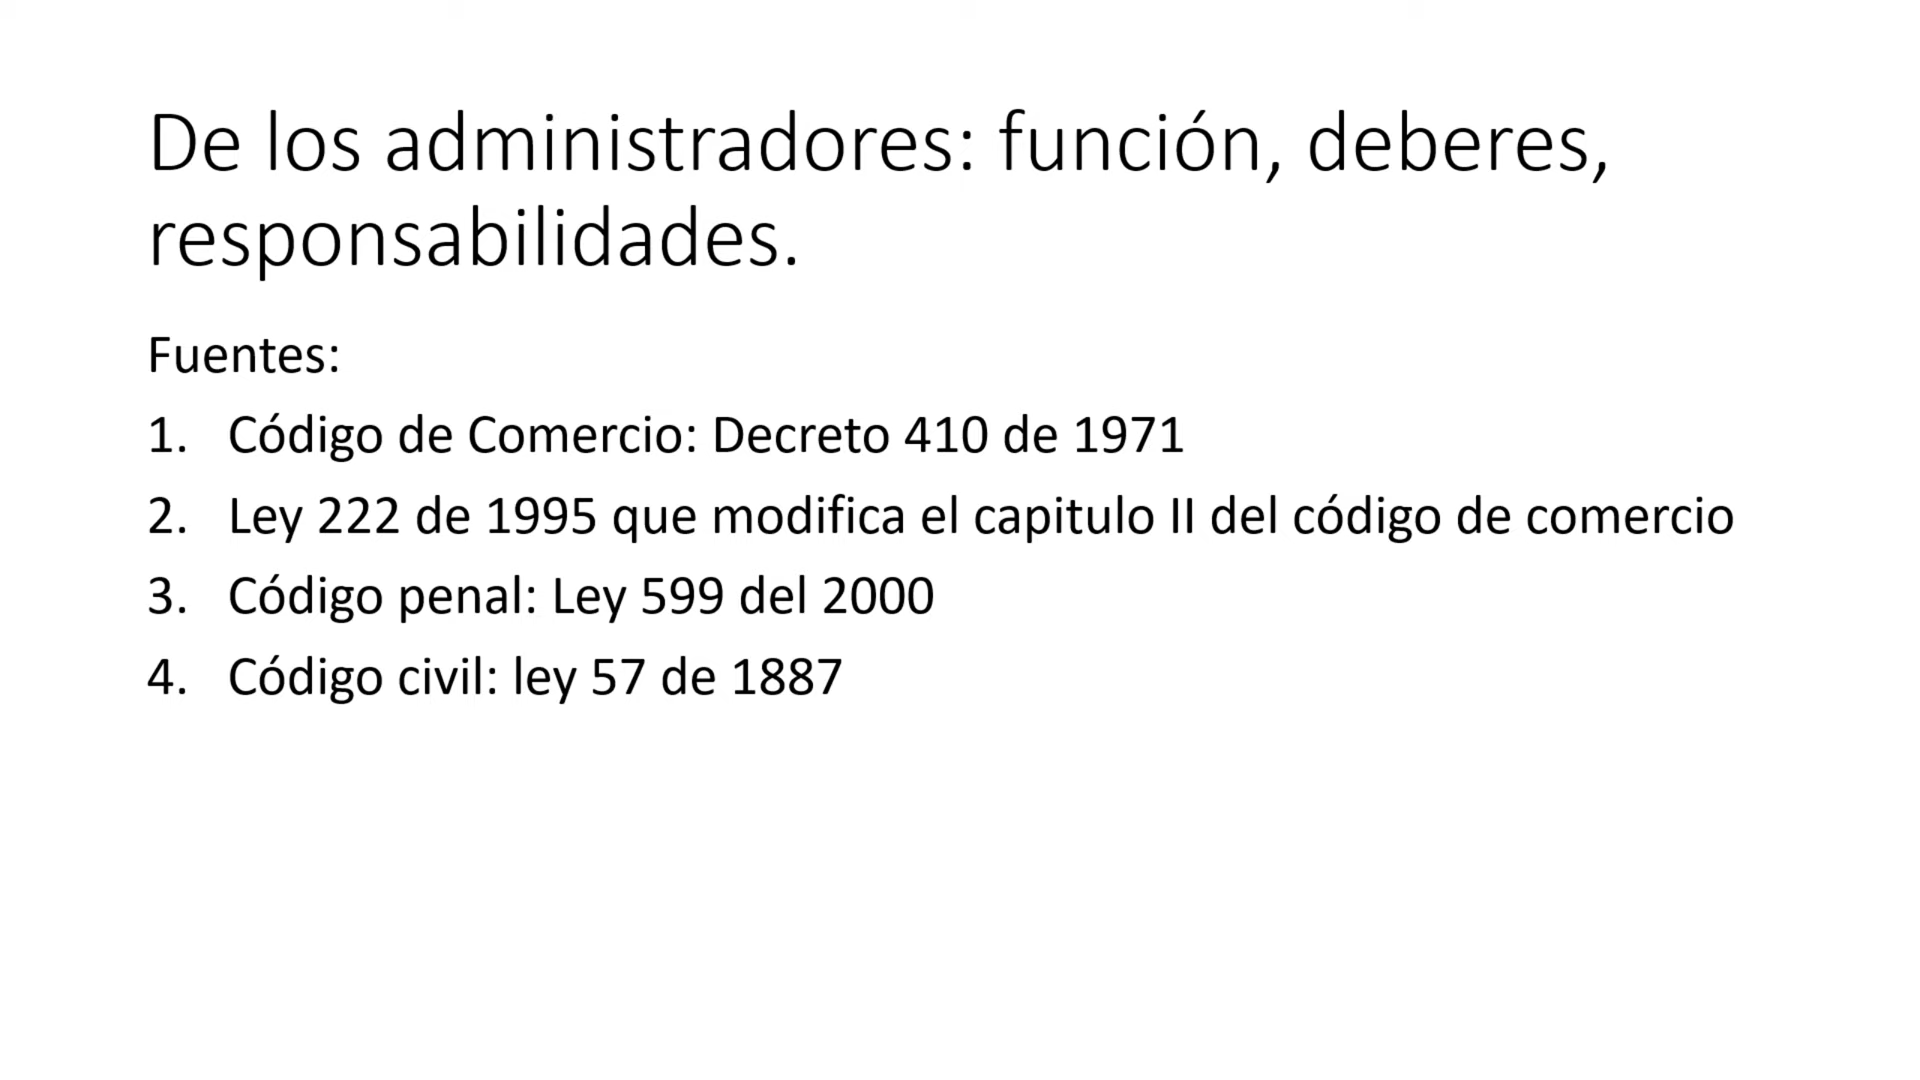 De los administradores: función, deberes,
responsabilidades.
Fuentes:
1. Código de Comercio: Decreto 410 de 1971
2. Ley 222 de 1995 que modifica el capitulo II del código de comercio
3. Código penal: Ley 599 del 2000
4. Código civil: ley 57 de 1887